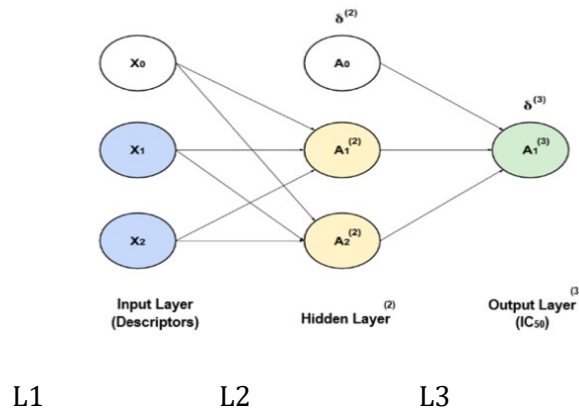 δ(2)
X0
A0
δ(3)
X1
A1(2)
A1(3)
X2
A2(2)
Input Layer
(Descriptors)
Hidden Layer(2)
Output Layer(3
(IC50)
L1 L2 L3